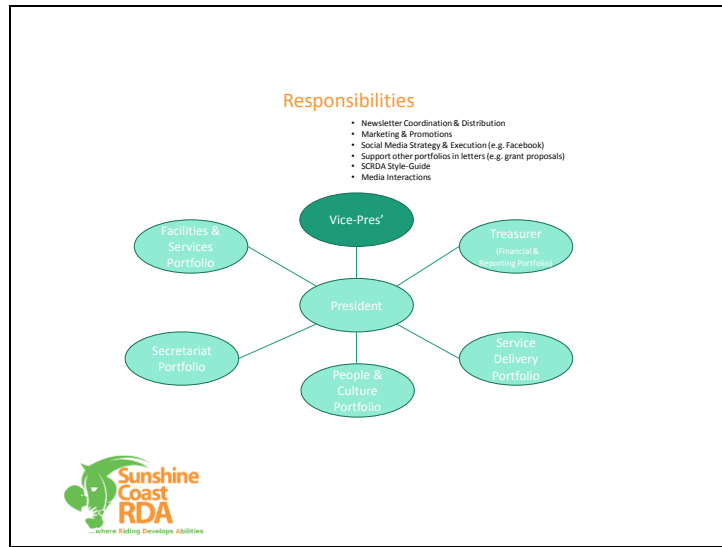 Responsibilities
• Newsletter Coordination & Distribution
• Marketing & Promotions
• Social Media Strategy & Execution (e.g. Facebook)
• Support other portfolios in letters (e.g. grant proposals)
• SCRDA Style-Guide
• Media Interactions
Vice-Pres’
Facilities &
Services
Portfolio
Treasurer
(Financial &
Reporting Portfolio)
President
Secretariat
Portfolio
People &
Culture
Portfolio
Service
Delivery
Portfolio
Sunshine
Coast
RDA
...where Riding Develops Abilities